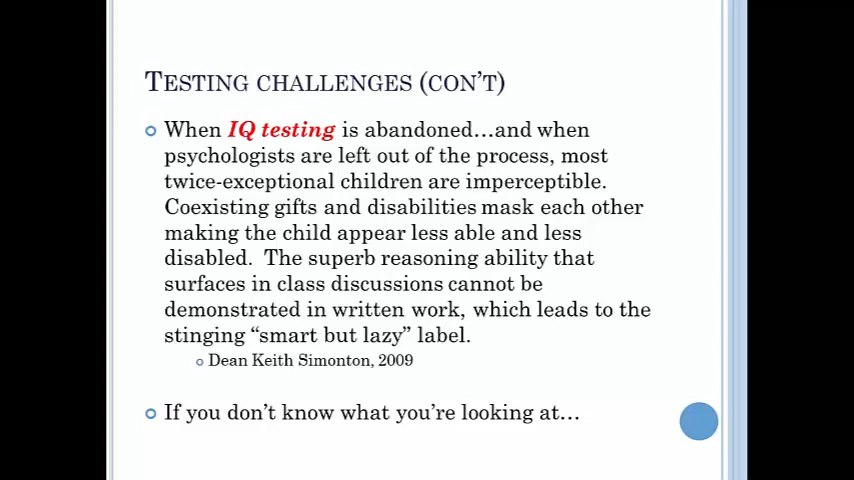 TESTING CHALLENGES (CON'T)
When IQ testing is abandoned…and when
psychologists are left out of the process, most
twice-exceptional children are imperceptible.
Coexisting gifts and disabilities mask each other
making the child appear less able and less
disabled.  The superb reasoning ability that
surfaces in class discussions cannot be
demonstrated in written work, which leads to the
stinging “smart but lazy” label.
Dean Keith Simonton, 2009
If you don’t know what you’re looking at…